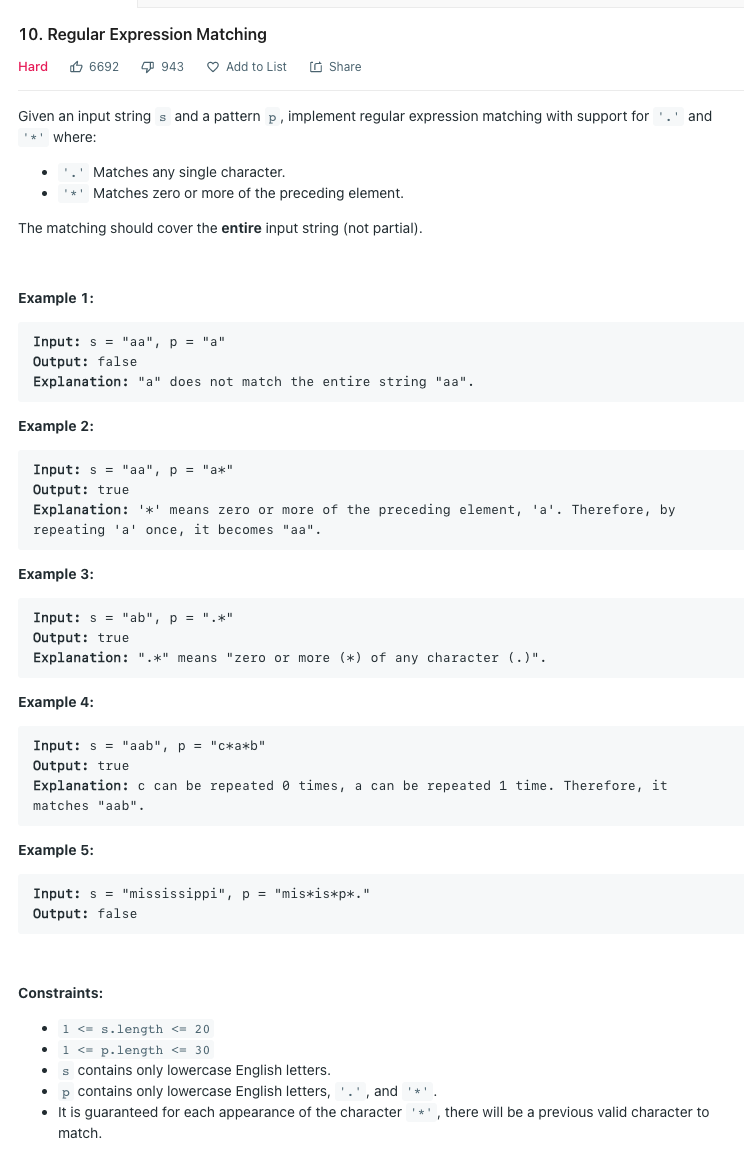 10. Regular Expression Matching
Hard 6692 943 Add to List Share
Given an input string s and a pattern p, implement regular expression matching with support for '.' and
'*' where:
• '.' Matches any single character.
• '*' Matches zero or more of the preceding element.
The matching should cover the entire input string (not partial).
Example 1:
Input: s = "aa", p = "a"
Output: false
Explanation: "a" does not match the entire string "aa".
Example 2:
Input: s = "aa", p = "a*"
Output: true
Explanation: '*' means zero or more of the preceding element, 'a'. Therefore, by
repeating 'a' once, it becomes "aa".
Example 3:
Input: s = "ab", p = ".*"
Output: true
Explanation: ".*" means "zero or more (*) of any character (.)".
Example 4:
Input: s = "aab", p = "c*a*b"
Output: true
Explanation: c can be repeated 0 times, a can be repeated 1 time. Therefore, it
matches "aab".
Example 5:
Input: s = "mississippi", p = "mis*is*p*."
Output: false
Constraints:
• 1 <= s.length <= 20
• 1 <= p.length <= 30
• s contains only lowercase English letters.
• p contains only lowercase English letters, '.', and '*'.
• It is guaranteed for each appearance of the character '*', there will be a previous valid character to
match.